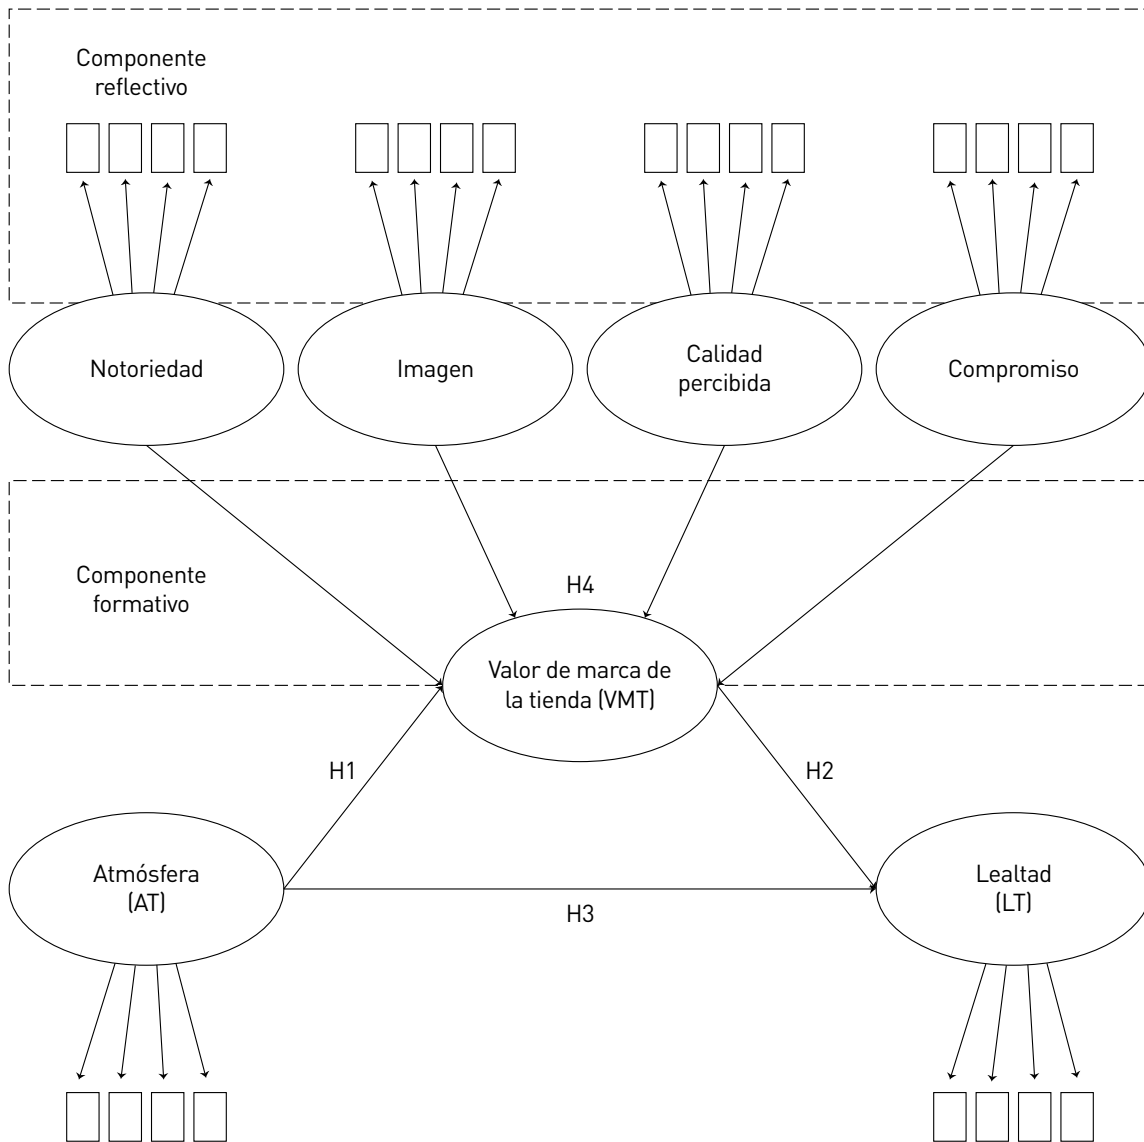 Componente
reflectivo
Notoriedad
Imagen
Calidad
percibida
Compromiso
Componente
formativo
H4
Valor de marca de
la tienda (VMT)
H1
H2
Atmósfera
(AT)
H3
Lealtad
(LT)